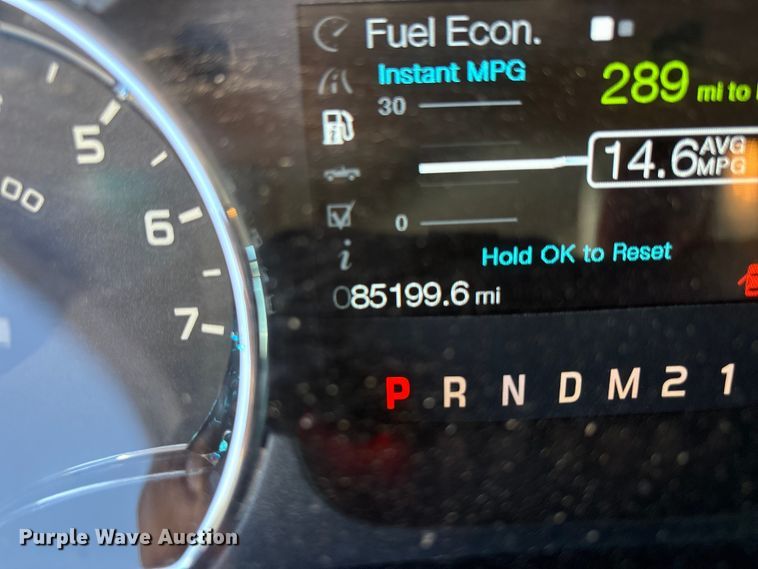 Fuel Econ.
Instant MPG
289 mi to
30
14.6 AVG MPG
0
Hold OK to Reset
085199.6 mi
P R N D M 2 1
5
00
6
7
Purple Wave Auction